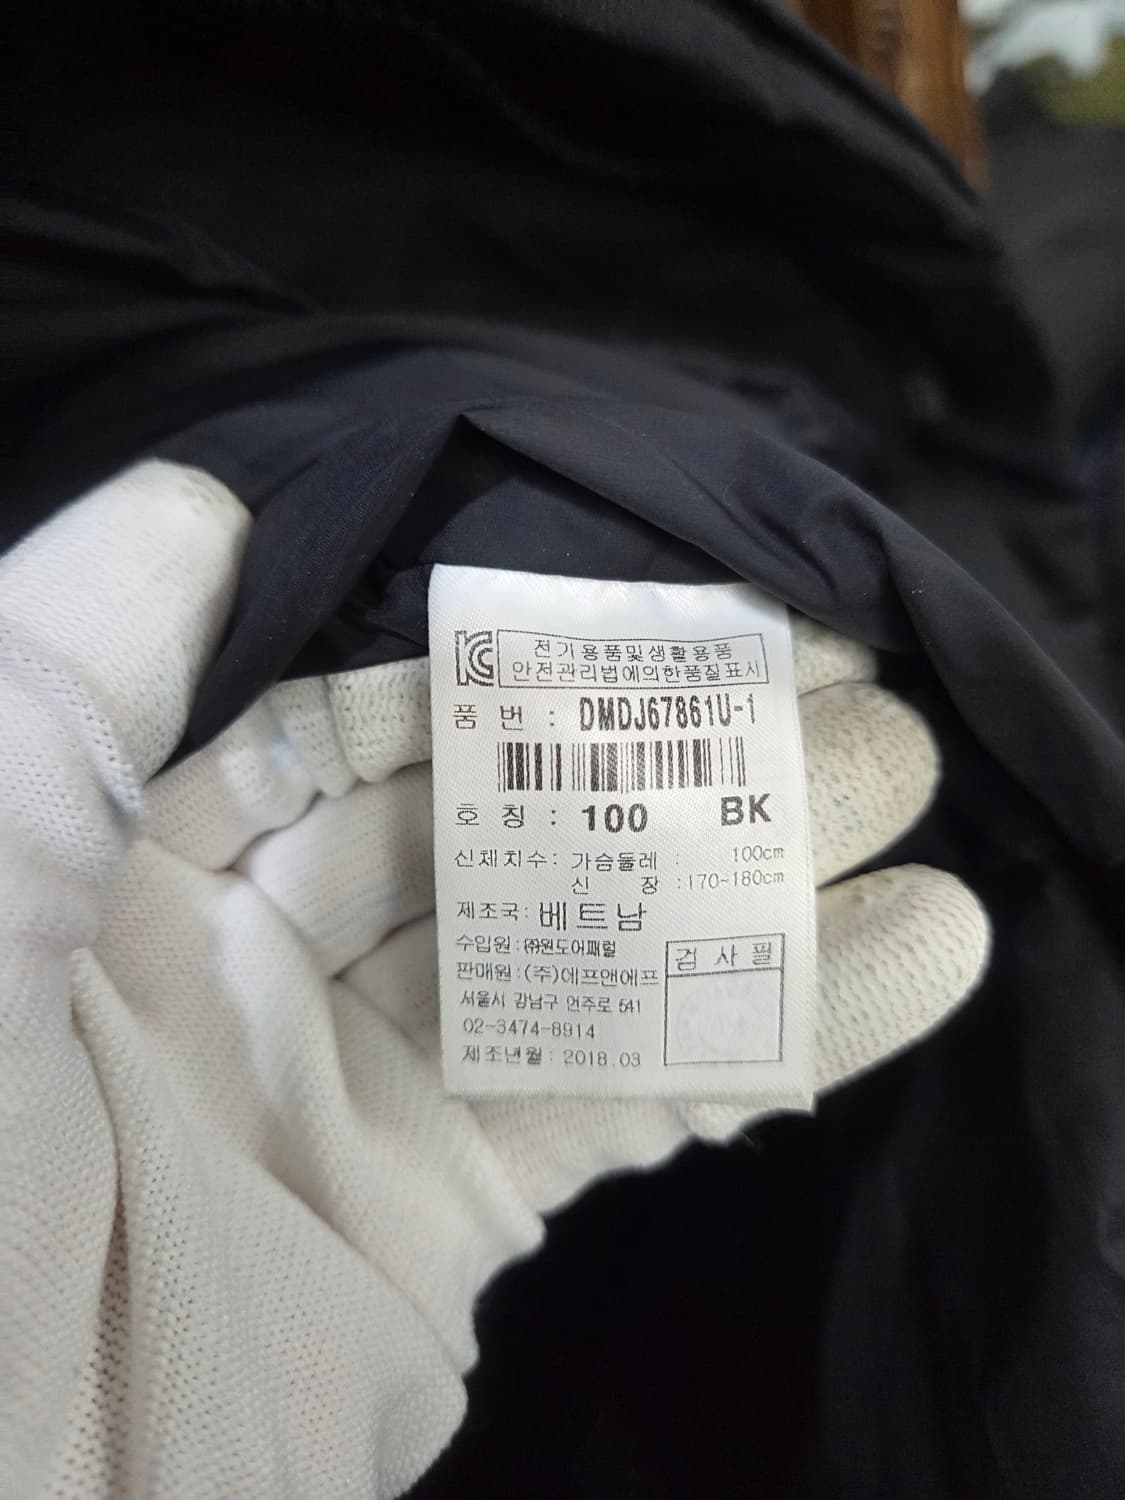 KC 전기용품및생활용품
안전관리법에의한품질표시
품 번 : DMDJ67861U-1
호 칭 : 100 BK
신체치수: 가슴둘레 : 100cm
신 장 :170~180cm
제조국: 베트남
수입원:㈜원도어패럴
판매원:(주)에프앤에프
서울시 강남구 언주로 541
02-3474-8914
제조년월: 2018.03
검 사 필